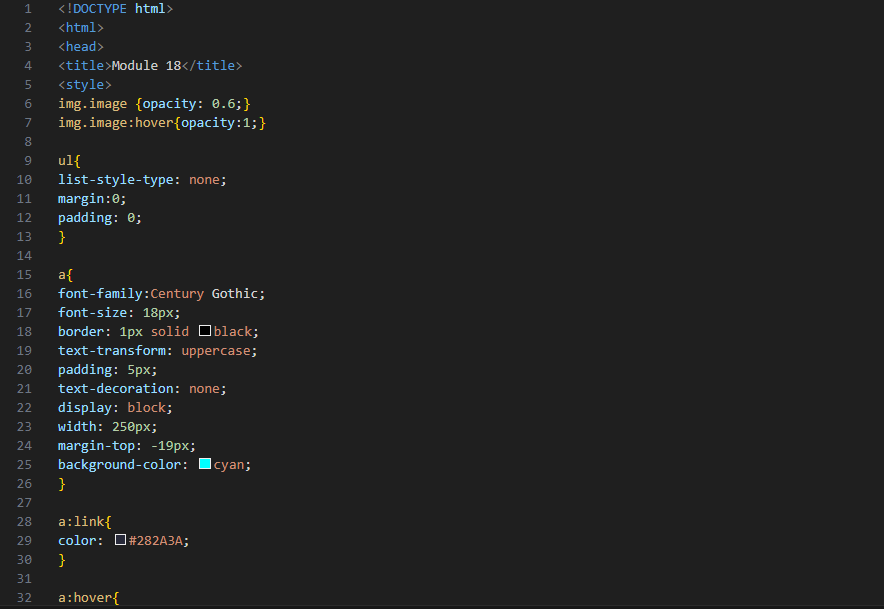 1 <!DOCTYPE html>
2 <html>
3 <head>
4 <title>Module 18</title>
5 <style>
6 img.image {opacity: 0.6;}
7 img.image:hover{opacity:1;}
8
9 ul{
10 list-style-type: none;
11 margin:0;
12 padding: 0;
13 }
14
15 a{
16 font-family:Century Gothic;
17 font-size: 18px;
18 border: 1px solid black;
19 text-transform: uppercase;
20 padding: 5px;
21 text-decoration: none;
22 display: block;
23 width: 250px;
24 margin-top: -19px;
25 background-color: cyan;
26 }
27
28 a:link{
29 color: #282A3A;
30 }
31
32 a:hover{